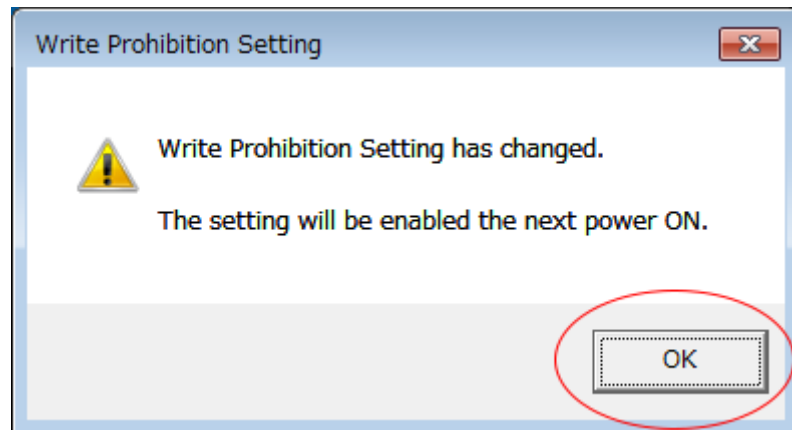 Write Prohibition Setting
Write Prohibition Setting has changed.
The setting will be enabled the next power ON.
OK